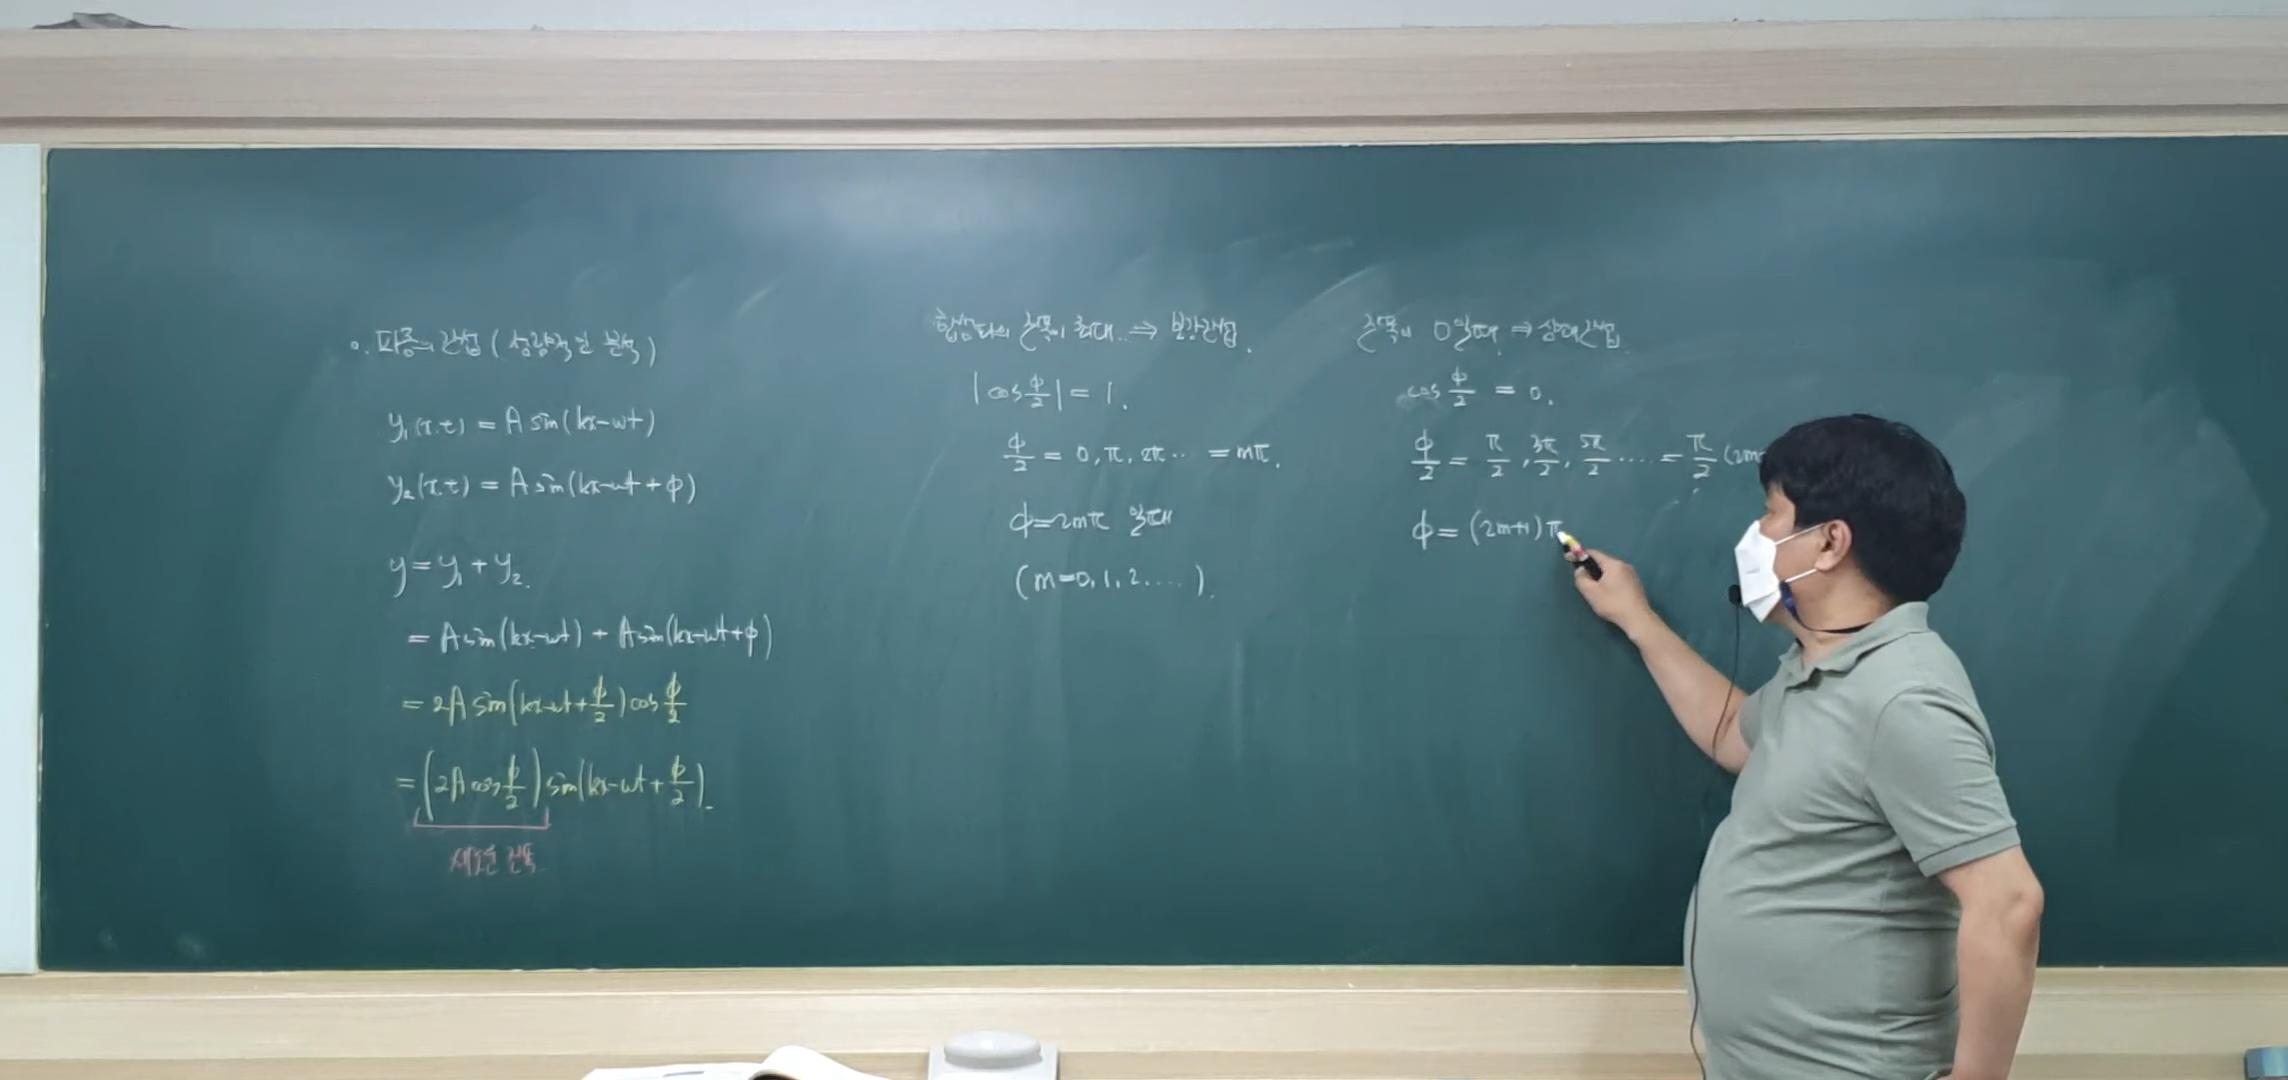 o. 파동의 간섭 (정량적인 분석)
y₁(x.t) = A sin(kx-ωt)
y₂(x.t) = A sin(kx-ωt + φ)
y = y₁ + y₂.
= A sin(kx-ωt) + A sin(kx-ωt+φ)
= 2A sin(kx-ωt+φ/2) cos φ/2
= (2A cos φ/2) sin(kx-ωt + φ/2).
새로운 진폭
합성파의 진폭이 최대.. ⇒ 보강간섭.
|cos φ/2| = 1.
φ/2 = 0, π, 2π ·· = mπ.
φ = 2mπ 일때
(m=0, 1, 2 ....).
진폭이 0일때. ⇒ 상쇄간섭.
cos φ/2 = 0.
φ/2 = π/2, 3π/2, 5π/2 .... = π/2 (2m
φ = (2m+1)π